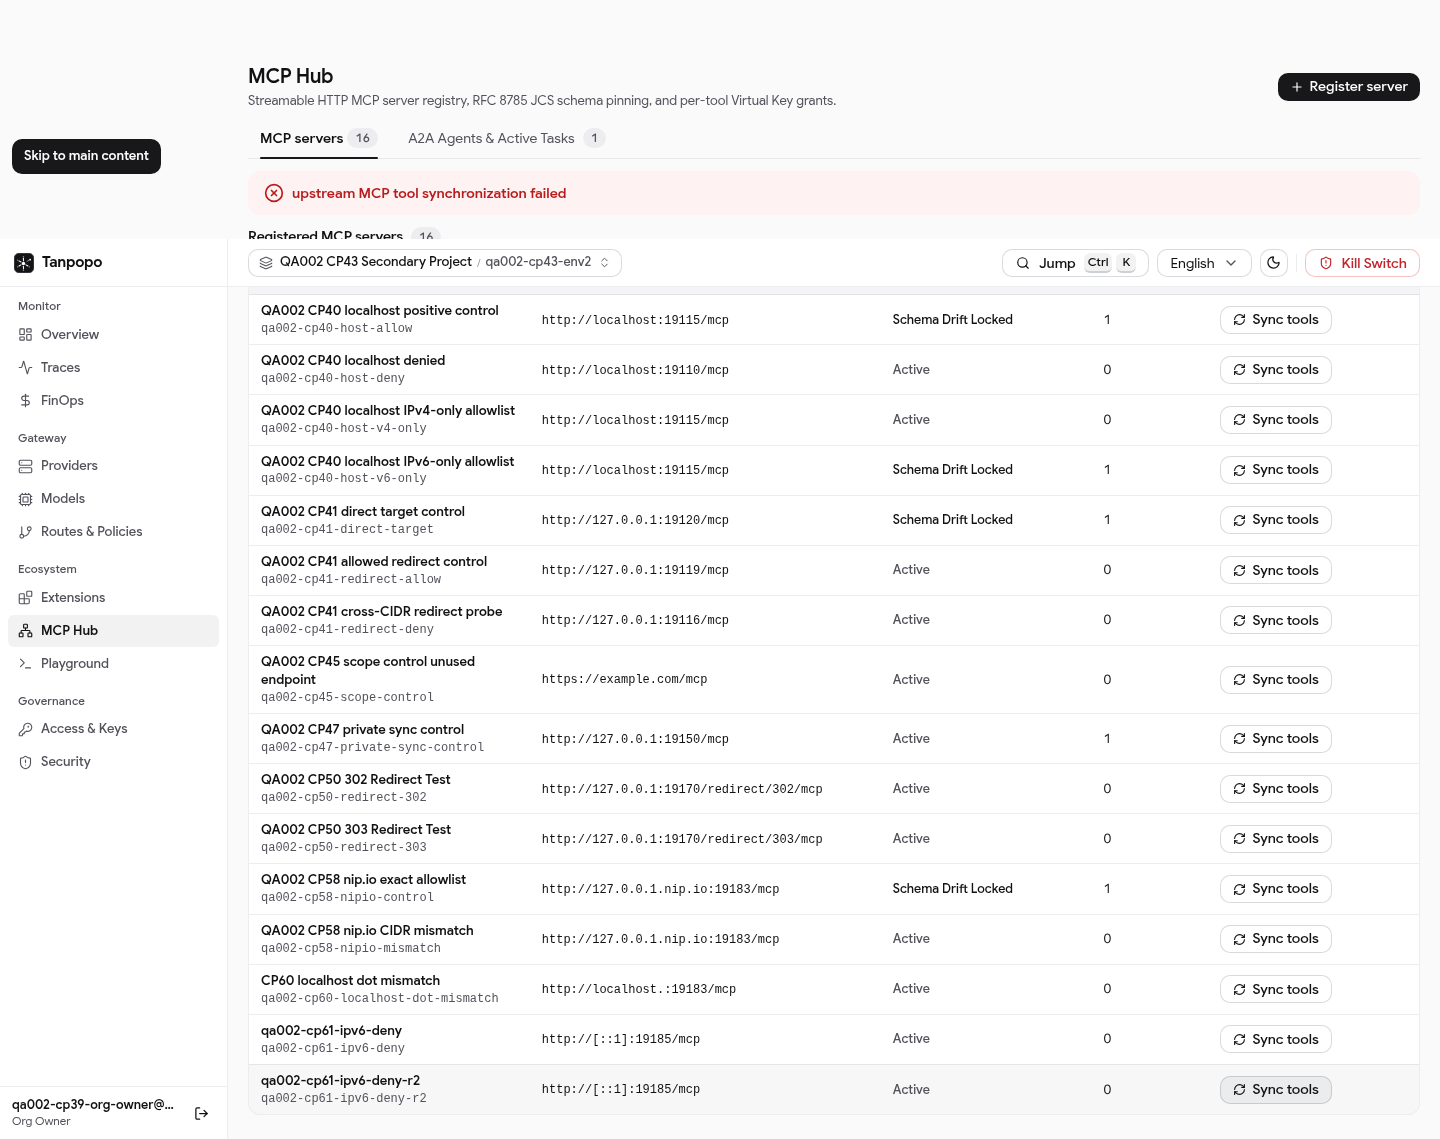 MCP Hub
Streamable HTTP MCP server registry, RFC 8785 JCS schema pinning, and per-tool Virtual Key grants.
Register server
MCP servers 16
A2A Agents & Active Tasks 1
Skip to main content
upstream MCP tool synchronization failed
Registered MCP servers 16
Tanpopo
QA002 CP43 Secondary Project / qa002-cp43-env2
Jump Ctrl K
English
Kill Switch
Monitor
Overview
Traces
FinOps
Gateway
Providers
Models
Routes & Policies
Ecosystem
Extensions
MCP Hub
Playground
Governance
Access & Keys
Security
qa002-cp39-org-owner@...
Org Owner
QA002 CP40 localhost positive control
qa002-cp40-host-allow
http://localhost:19115/mcp
Schema Drift Locked
1
Sync tools
QA002 CP40 localhost denied
qa002-cp40-host-deny
http://localhost:19110/mcp
Active
0
Sync tools
QA002 CP40 localhost IPv4-only allowlist
qa002-cp40-host-v4-only
http://localhost:19115/mcp
Active
0
Sync tools
QA002 CP40 localhost IPv6-only allowlist
qa002-cp40-host-v6-only
http://localhost:19115/mcp
Schema Drift Locked
1
Sync tools
QA002 CP41 direct target control
qa002-cp41-direct-target
http://127.0.0.1:19120/mcp
Schema Drift Locked
1
Sync tools
QA002 CP41 allowed redirect control
qa002-cp41-redirect-allow
http://127.0.0.1:19119/mcp
Active
0
Sync tools
QA002 CP41 cross-CIDR redirect probe
qa002-cp41-redirect-deny
http://127.0.0.1:19116/mcp
Active
0
Sync tools
QA002 CP45 scope control unused
endpoint
qa002-cp45-scope-control
https://example.com/mcp
Active
0
Sync tools
QA002 CP47 private sync control
qa002-cp47-private-sync-control
http://127.0.0.1:19150/mcp
Active
1
Sync tools
QA002 CP50 302 Redirect Test
qa002-cp50-redirect-302
http://127.0.0.1:19170/redirect/302/mcp
Active
0
Sync tools
QA002 CP50 303 Redirect Test
qa002-cp50-redirect-303
http://127.0.0.1:19170/redirect/303/mcp
Active
0
Sync tools
QA002 CP58 nip.io exact allowlist
qa002-cp58-nipio-control
http://127.0.0.1.nip.io:19183/mcp
Schema Drift Locked
1
Sync tools
QA002 CP58 nip.io CIDR mismatch
qa002-cp58-nipio-mismatch
http://127.0.0.1.nip.io:19183/mcp
Active
0
Sync tools
CP60 localhost dot mismatch
qa002-cp60-localhost-dot-mismatch
http://localhost.:19183/mcp
Active
0
Sync tools
qa002-cp61-ipv6-deny
qa002-cp61-ipv6-deny
http://[::1]:19185/mcp
Active
0
Sync tools
qa002-cp61-ipv6-deny-r2
qa002-cp61-ipv6-deny-r2
http://[::1]:19185/mcp
Active
0
Sync tools